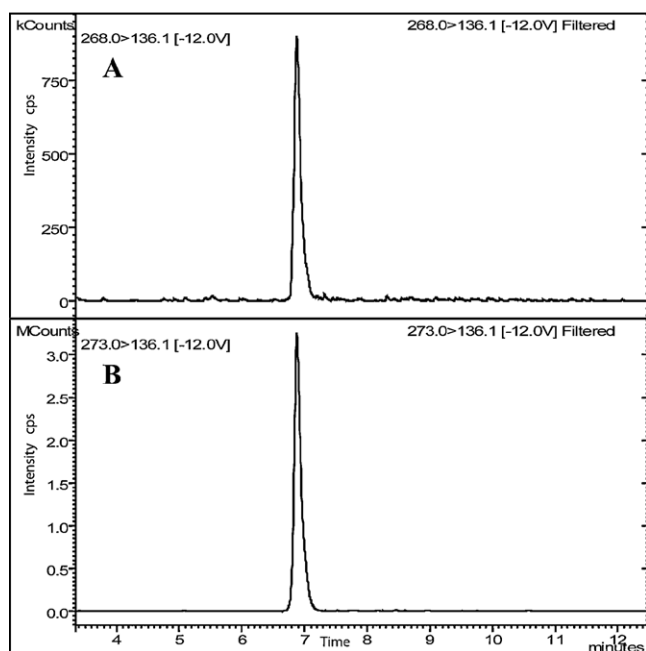 kCounts
268.0>136.1 [-12.0V]
268.0>136.1 [-12.0V] Filtered
A
Intensity cps
750
500
250
0
MCounts
273.0>136.1 [-12.0V]
273.0>136.1 [-12.0V] Filtered
B
Intensity cps
3.0
2.5
2.0
1.5
1.0
0.5
0.0
4 5 6 7 8 9 10 11 12
Time
minutes